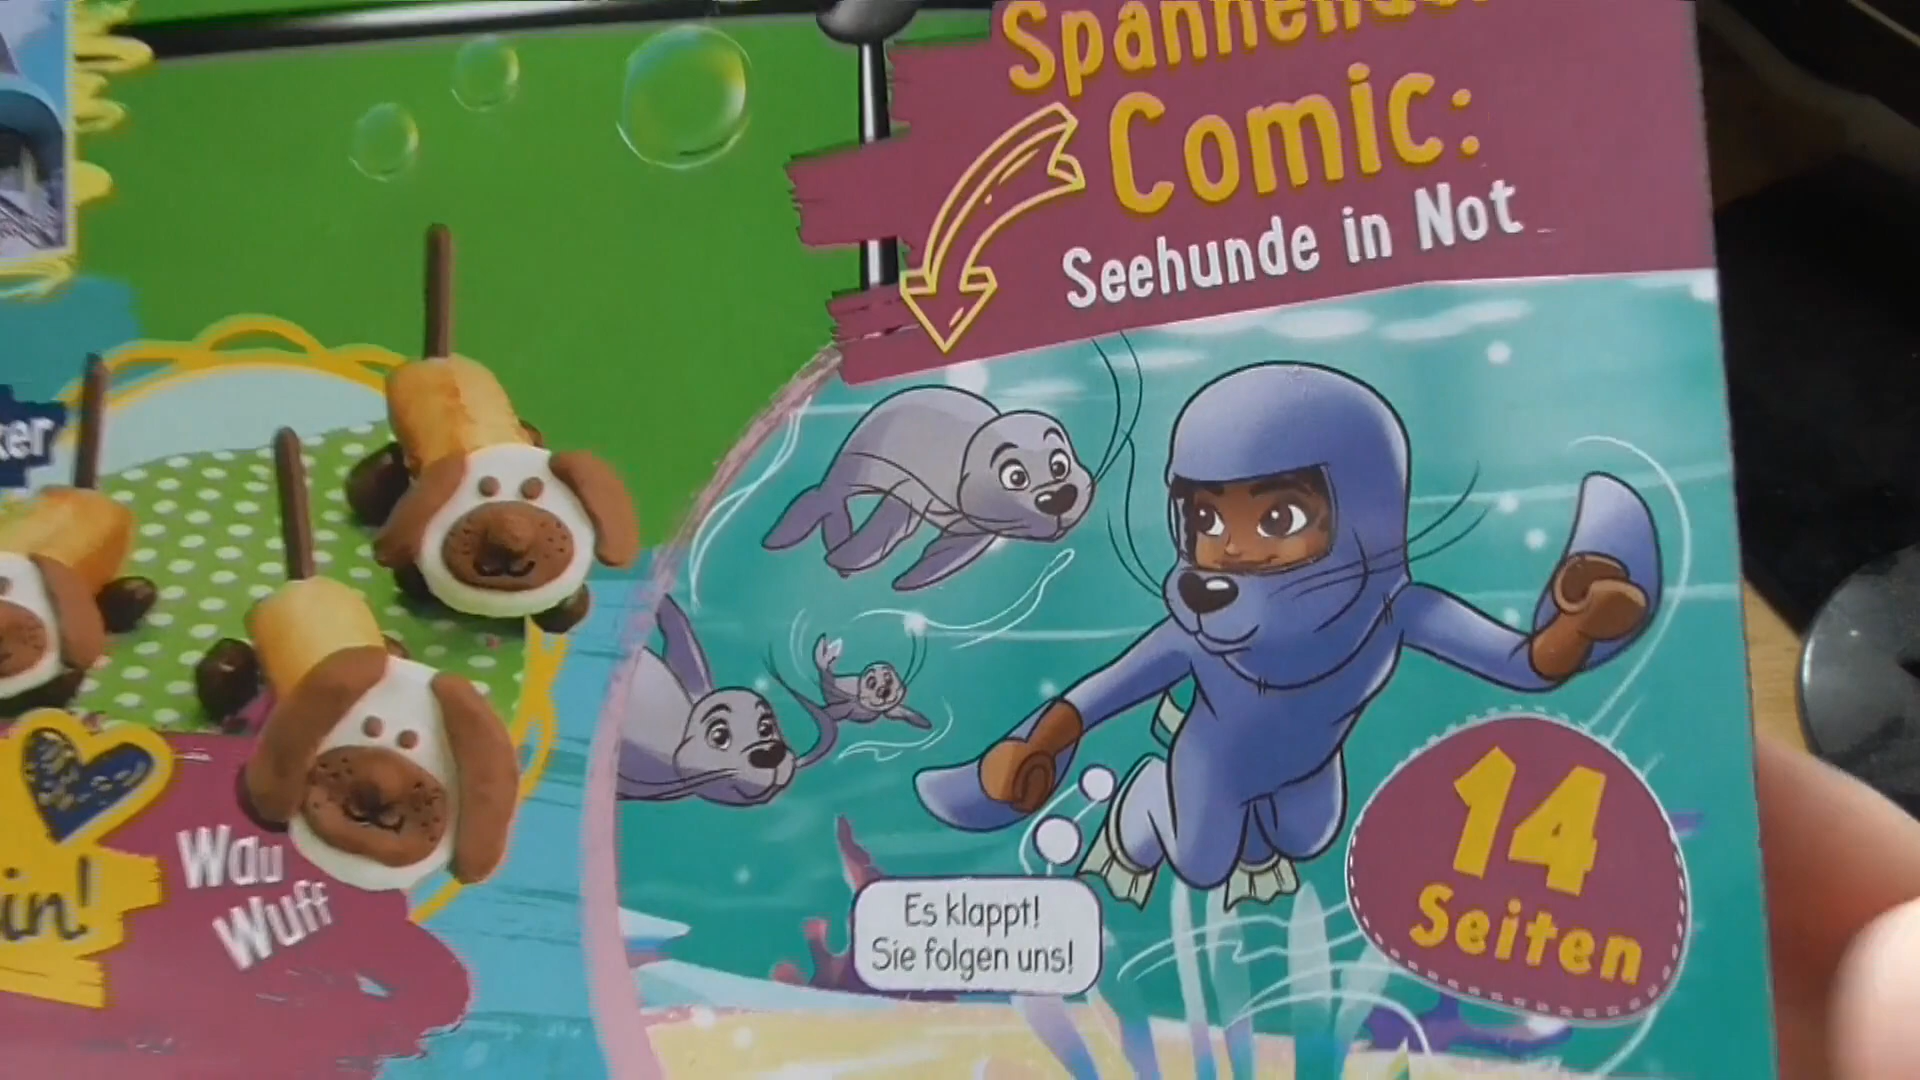 Comic:
Seehunde in Not
Wau
Wuff
Es klappt!
Sie folgen uns!
14
Seiten